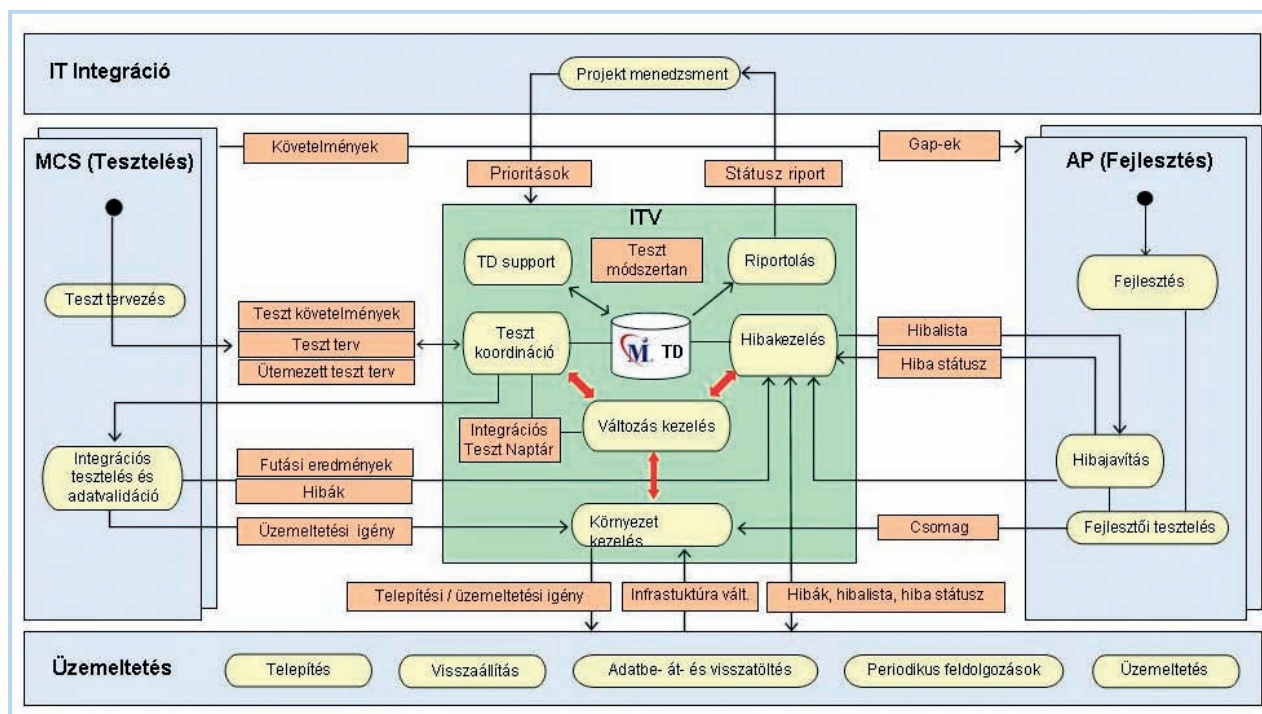 IT Integráció
Projekt menedzsment
MCS (Tesztelés)
Követelmények
Gap-ek
AP (Fejlesztés)
Prioritások
Státusz riport
ITV
TD support
Teszt
módszertan
Riportolás
Teszt tervezés
Fejlesztés
Teszt követelmények
Teszt terv
Ütemezett teszt terv
Teszt
koordináció
M TD
Hibakezelés
Hibalista
Hiba státusz
Integrációs
Teszt Naptár
Változás kezelés
Integrációs
tesztelés és
adatvalidáció
Futási eredmények
Hibák
Hibajavítás
Üzemeltetési igény
Környezet
kezelés
Csomag
Fejlesztői tesztelés
Telepítési / üzemeltetési igény
Infrastuktúra vált.
Hibák, hibalista, hiba státusz
Üzemeltetés
Telepítés
Visszaállítás
Adatbe- át- és visszatöltés
Periodikus feldolgozások
Üzemeltetés